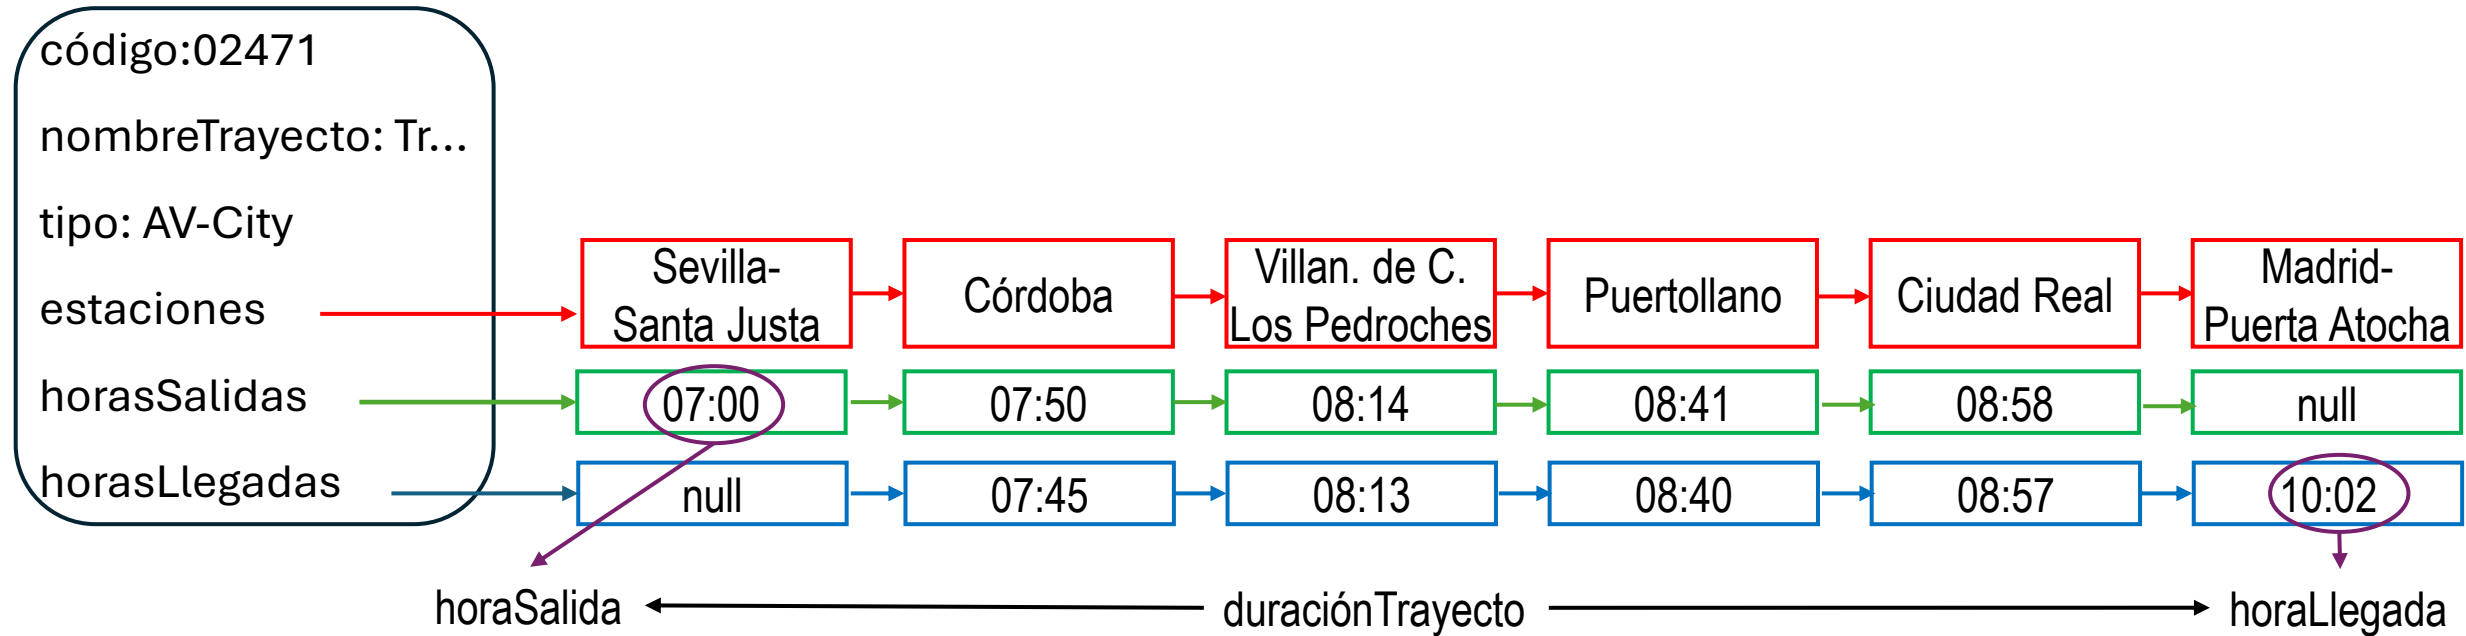 código:02471
nombreTrayecto: Tr...
tipo: AV-City
estaciones
Sevilla-
Santa Justa
Córdoba
Villan. de C.
Los Pedroches
Puertollano
Ciudad Real
Madrid-
Puerta Atocha
horasSalidas
07:00
07:50
08:14
08:41
08:58
null
horasLlegadas
null
07:45
08:13
08:40
08:57
10:02
horaSalida
duraciónTrayecto
horaLlegada